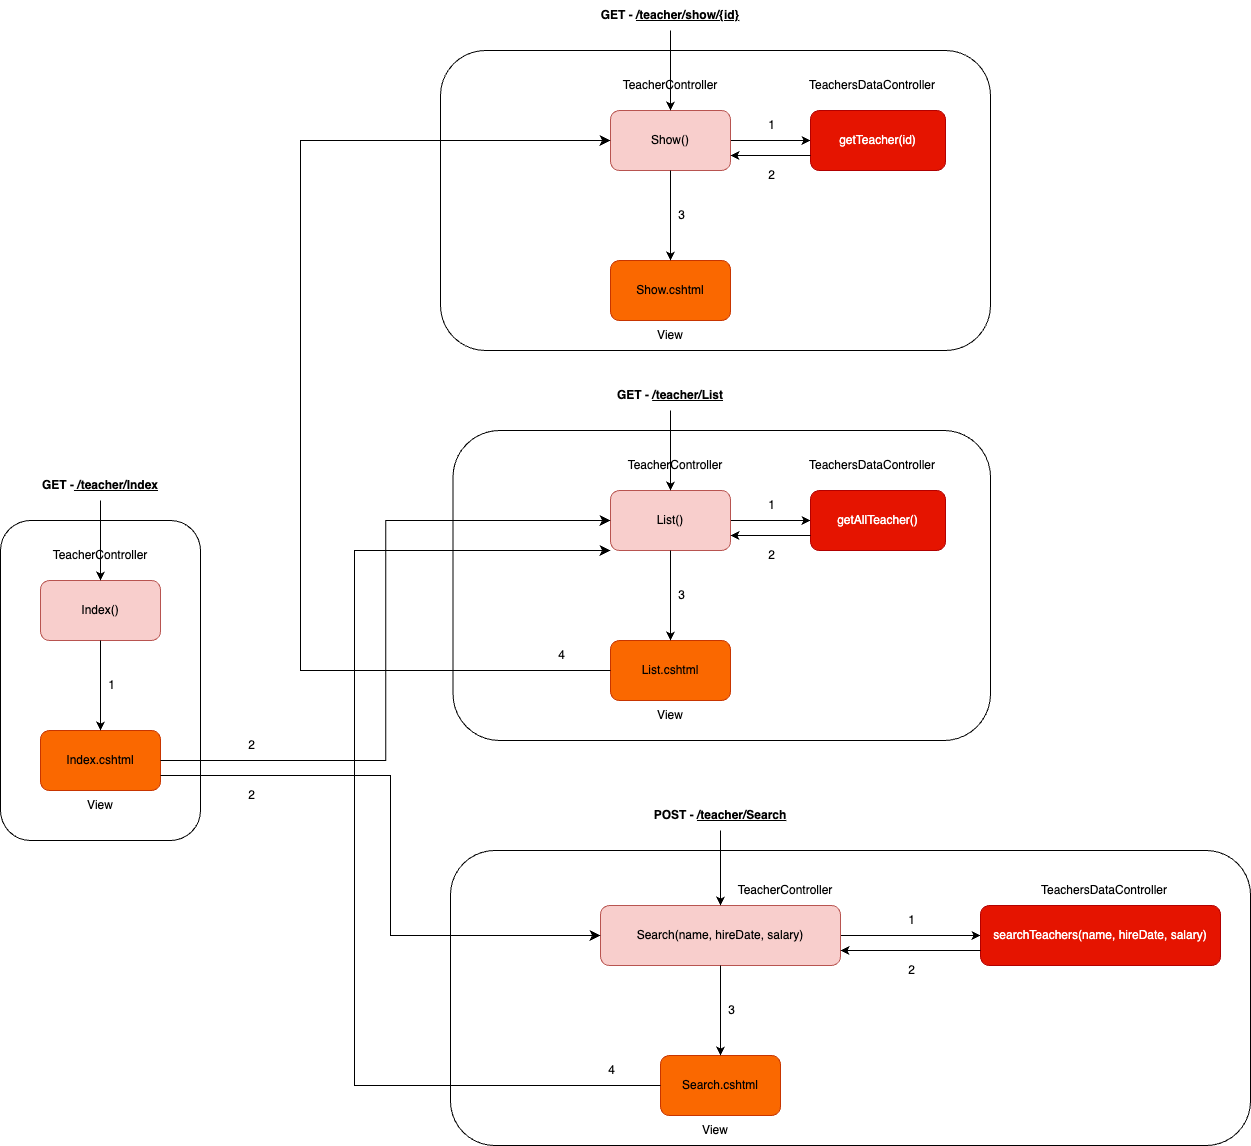 GET - /teacher/show/{id}
TeacherController
TeachersDataController
Show()
1
getTeacher(id)
2
3
Show.cshtml
View
GET - /teacher/List
TeacherController
TeachersDataController
List()
1
getAllTeacher()
2
3
4
List.cshtml
View
GET - /teacher/Index
TeacherController
Index()
1
Index.cshtml
View
2
2
POST - /teacher/Search
TeacherController
TeachersDataController
Search(name, hireDate, salary)
1
searchTeachers(name, hireDate, salary)
2
3
4
Search.cshtml
View